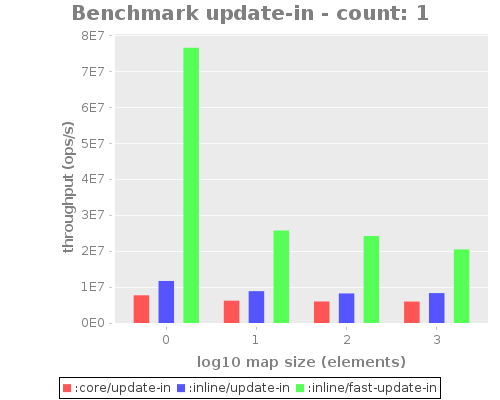 Benchmark update-in - count: 1
throughput (ops/s)
8E7
7E7
6E7
5E7
4E7
3E7
2E7
1E7
0E0
0 1 2 3
log10 map size (elements)
:core/update-in :inline/update-in :inline/fast-update-in